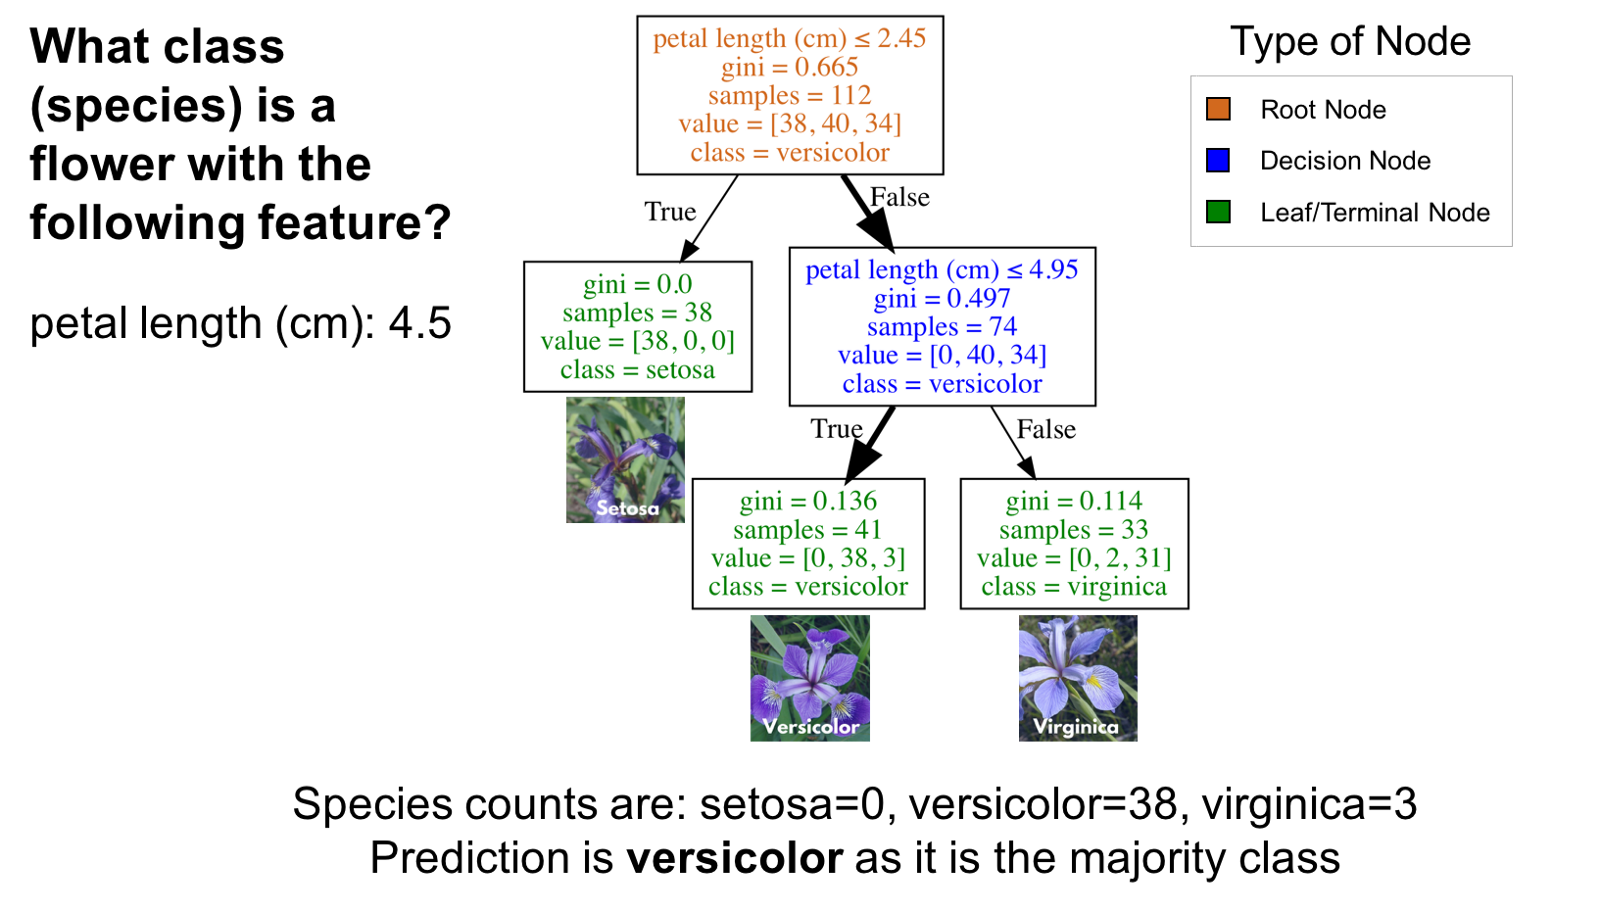 What class
(species) is a
flower with the
following feature?
petal length (cm): 4.5
petal length (cm) ≤ 2.45
gini = 0.665
samples = 112
value = [38, 40, 34]
class = versicolor
True
False
gini = 0.0
samples = 38
value = [38, 0, 0]
class = setosa
Setosa
petal length (cm) ≤ 4.95
gini = 0.497
samples = 74
value = [0, 40, 34]
class = versicolor
True
False
gini = 0.136
samples = 41
value = [0, 38, 3]
class = versicolor
Versicolor
gini = 0.114
samples = 33
value = [0, 2, 31]
class = virginica
Virginica
Type of Node
Root Node
Decision Node
Leaf/Terminal Node
Species counts are: setosa=0, versicolor=38, virginica=3
Prediction is versicolor as it is the majority class